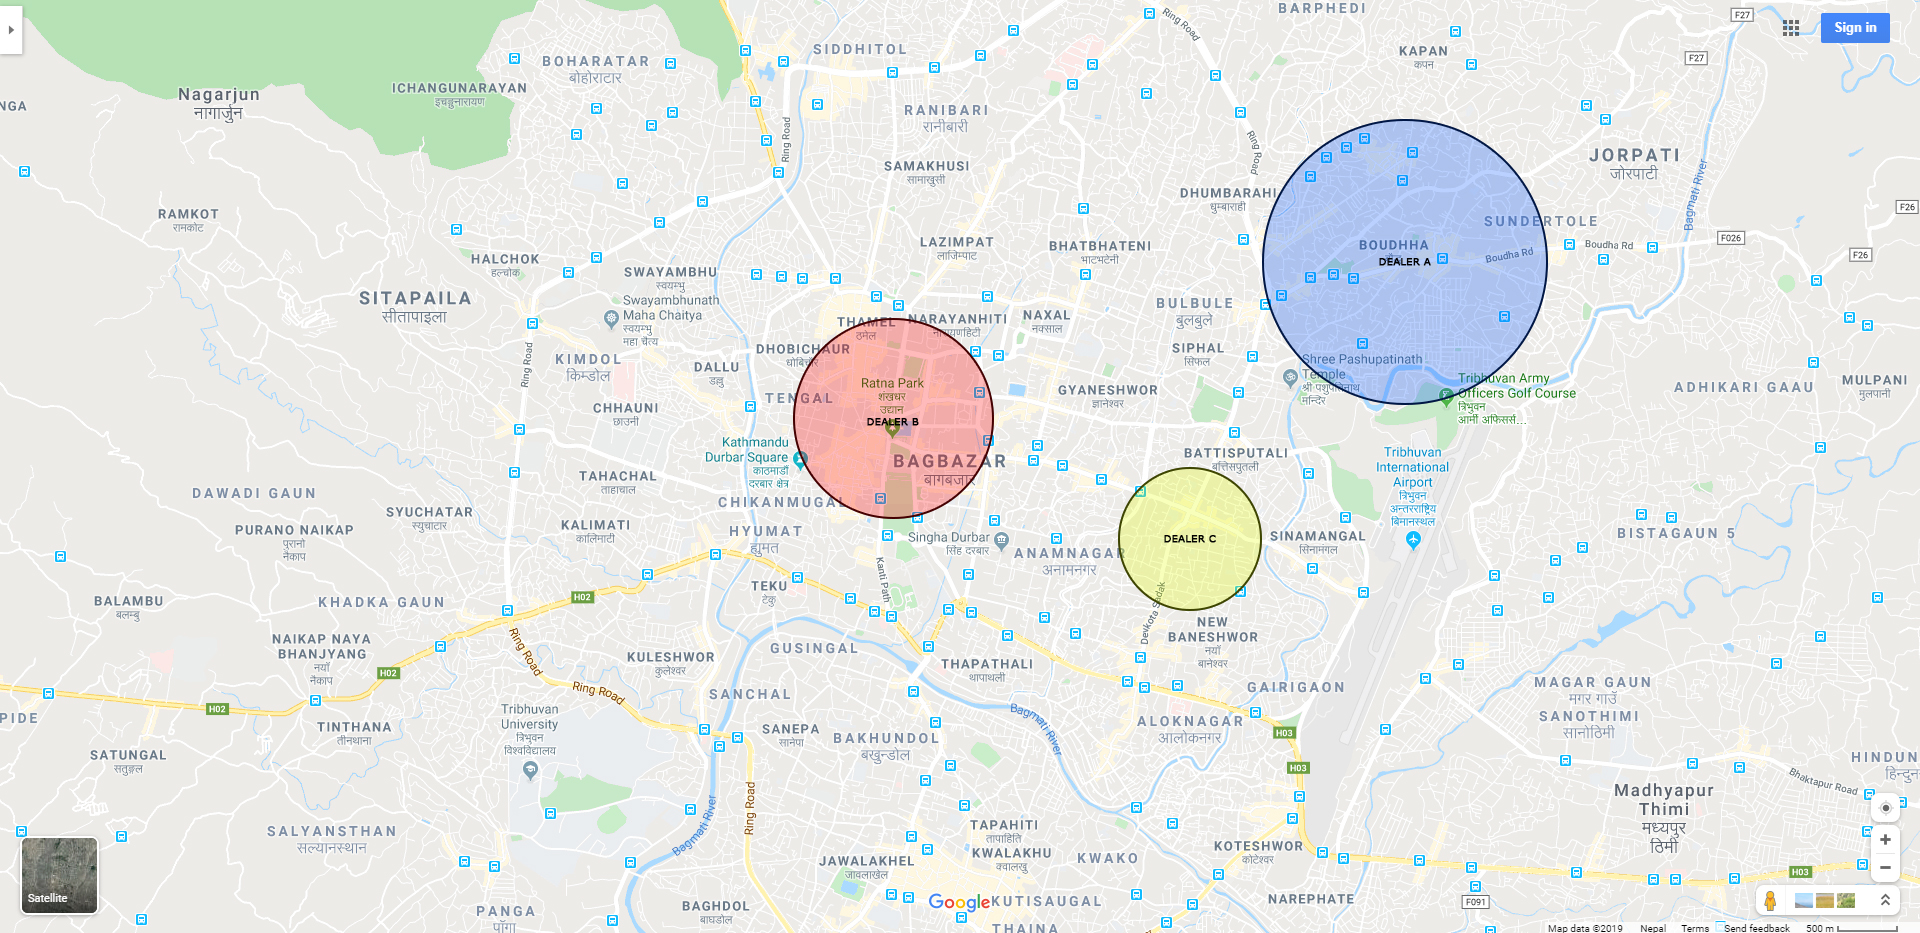 Sign in
F27
BARPHEDI
Ring Road
SIDDHITOL
KAPAN
कपन
F27
BOHARATAR
बोहोराटार
ICHANGUNARAYAN
इचङ्गुनारायण
Nagarjun
नागार्जुन
NGA
RANIBARI
रानीबारी
Ring Road
Ring Road
SAMAKHUSI
सामाखुसी
JORPATI
जोरपाटी
Bagmati River
DHUMBARAHI
धुम्बाराही
RAMKOT
रामकोट
F26
SUNDERTOLE
LAZIMPAT
लाजिम्पाट
BHATBHATENI
भाटभटेनी
BOUDHHA
DEALER A
Boudha Rd
Boudha Rd
F026
F26
HALCHOK
हल्चोक
SWAYAMBHU
स्वयम्भु
SITAPAILA
सीतापाइला
Swayambhunath
Maha Chaitya
स्वयम्भु
महा चैत्य
BULBULE
बुलबुले
THAMEL
ठमेल
NARAYANHITI
नारायणहिटी
NAXAL
नक्साल
Ring Road
DHOBICHAUR
धोबिचौर
SIPHAL
सिफल
KIMDOL
किम्डोल
DALLU
डल्लु
Shree Pashupatinath
Temple
श्री पशुपतिनाथ
मन्दिर
Ratna Park
शंखधर
उद्यान
DEALER B
TENGAL
GYANESHWOR
ज्ञानेश्वर
Tribhuvan Army
Officers Golf Course
त्रिभुवन
आर्मी अफिसर्स...
ADHIKARI GAAU
MULPANI
मुलपानी
CHHAUNI
छाउनी
Kathmandu
Durbar Square
काठमाडौं
दरबार क्षेत्र
BAGBAZAR
बागबजार
BATTISPUTALI
बत्तिसपुतली
Tribhuvan
International
Airport
त्रिभुवन
अन्तरराष्ट्रिय
बिमानस्थल
TAHACHAL
ताहाचाल
DAWADI GAUN
CHIKANMUGAL
SYUCHATAR
स्युचाटार
PURANO NAIKAP
पुरानो
नैकाप
KALIMATI
कालिमाटी
HYUMAT
ह्युमत
Singha Durbar
सिंह दरबार
ANAMNAGAR
अनामनगर
DEALER C
SINAMANGAL
सिनामंगल
BISTAGAUN 5
Kanti Path
TEKU
टेकु
H02
BALAMBU
बलम्बु
KHADKA GAUN
Devkota Sadak
NEW
BANESHWOR
नयाँ
बानेश्वर
NAIKAP NAYA
BHANJYANG
नयाँ
नैकाप
Ring Road
KULESHWOR
कुलेश्वर
GUSINGAL
THAPATHALI
थापाथली
H02
Ring Road
SANCHAL
GAIRIGAON
MAGAR GAUN
मगर गाउँ
H02
PIDE
Tribhuvan
University
त्रिभुवन
विश्वविद्यालय
Bagmati River
SANOTHIMI
सानोठिमी
TINTHANA
तीनथाना
SANEPA
सानेपा
BAKHUNDOL
बखुन्डोल
ALOKNAGAR
आलोकनगर
H03
SATUNGAL
सतुङ्गल
H03
HINDUN
हिन्दुन
Bhaktapur Road
Madhyapur
Thimi
मध्यपुर
ठिमी
Ring Road
Bagmati River
SALYANSTHAN
सल्यानस्थान
TAPAHITI
तापाहिति
KWALAKHU
क्वालखु
KWAKO
KOTESHWOR
कोटेश्वर
JAWALAKHEL
जावलाखेल
H03
Satellite
BAGHDOL
बाघडोल
Google
KUTISAUGAL
NAREPHATE
F091
PANGA
पाँगा
THAINA
Map data ©2019 Nepal Terms Send feedback 500 m